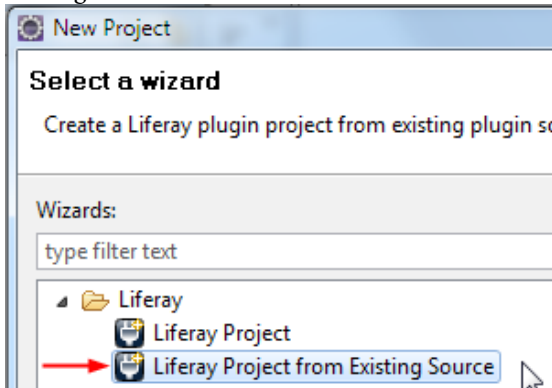 New Project
Select a wizard
Create a Liferay plugin project from existing plugin
Wizards:
type filter text
Liferay
Liferay Project
Liferay Project from Existing Source